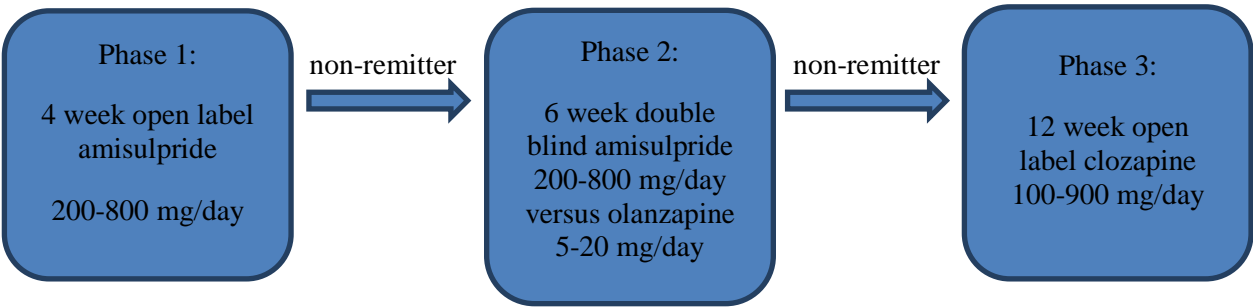 Phase 1:
4 week open label
amisulpride
200-800 mg/day
non-remitter
Phase 2:
6 week double
blind amisulpride
200-800 mg/day
versus olanzapine
5-20 mg/day
non-remitter
Phase 3:
12 week open
label clozapine
100-900 mg/day